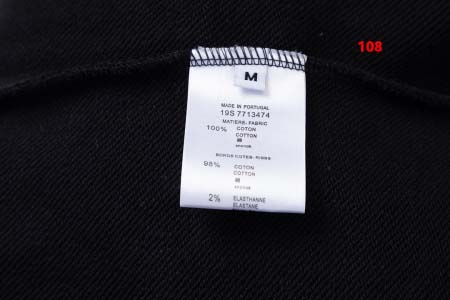 108
M
MADE IN PORTUGAL
19S 7713474
MATIERE- FABRIC
100% COTON
COTTON
BORDS COTES- RIBBS
98% COTON
COTTON
2% ELASTHANNE
ELASTANE